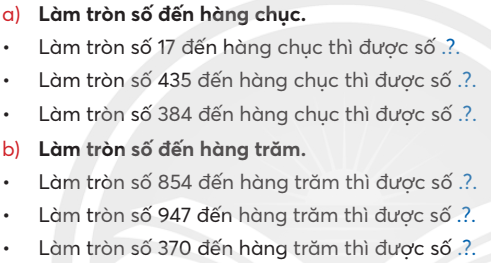 a) Làm tròn số đến hàng chục.
• Làm tròn số 17 đến hàng chục thì được số .?.
• Làm tròn số 435 đến hàng chục thì được số .?.
• Làm tròn số 384 đến hàng chục thì được số .?.
b) Làm tròn số đến hàng trăm.
• Làm tròn số 854 đến hàng trăm thì được số .?.
• Làm tròn số 947 đến hàng trăm thì được số .?.
• Làm tròn số 370 đến hàng trăm thì được số .?.